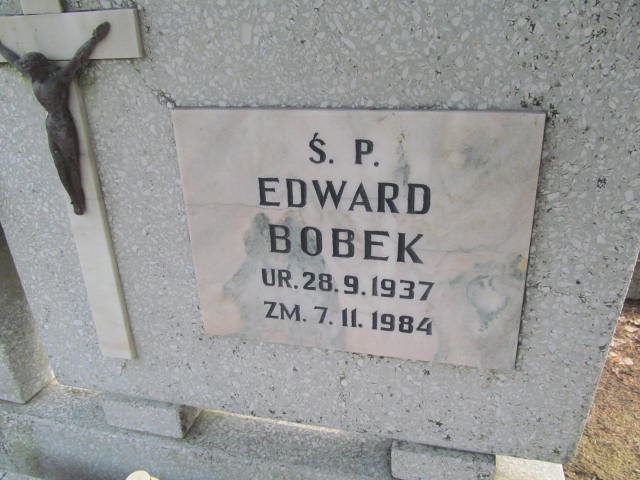 Ś. P.
EDWARD
BOBEK
UR. 28. 9. 1937
ZM. 7. 11. 1984